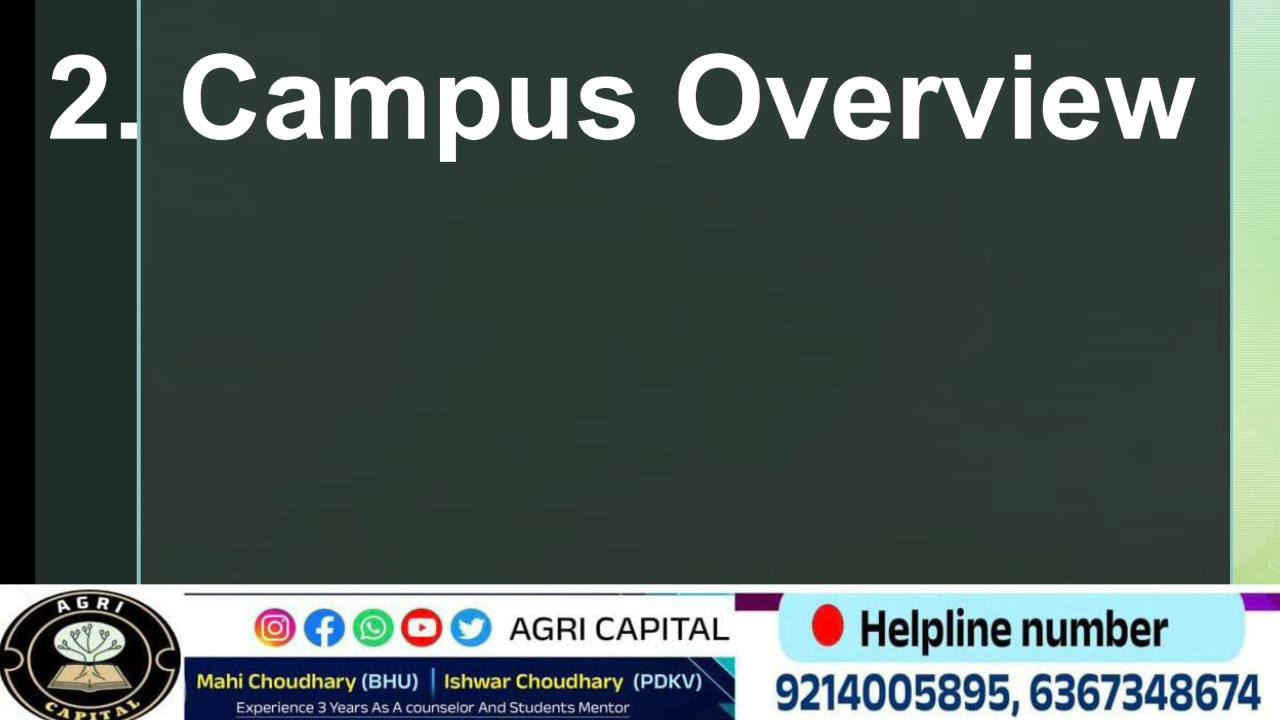 2. Campus Overview
AGRI
CAPITAL
AGRI CAPITAL
Mahi Choudhary (BHU) | Ishwar Choudhary (PDKV)
Experience 3 Years As A counselor And Students Mentor
Helpline number
9214005895, 6367348674